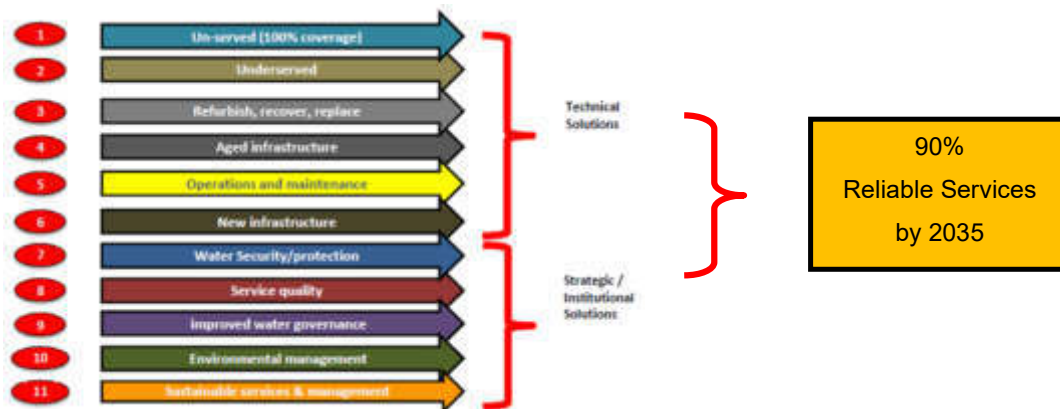 1
Un-served (100% coverage)
2
Underserved
3
Refurbish, recover, replace
4
Aged infrastructure
5
Operations and maintenance
6
New infrastructure
7
Water Security/protection
8
Service quality
9
Improved water governance
10
Environmental management
11
Sustainable services & management
Technical
Solutions
Strategic /
Institutional
Solutions
90%
Reliable Services
by 2035